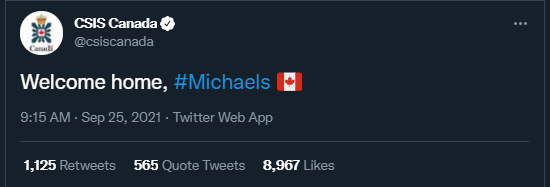 CSIS Canada
@csiscanada
Canada
Welcome home, #Michaels 🇨🇦
9:15 AM · Sep 25, 2021 · Twitter Web App
1,125 Retweets 565 Quote Tweets 8,967 Likes